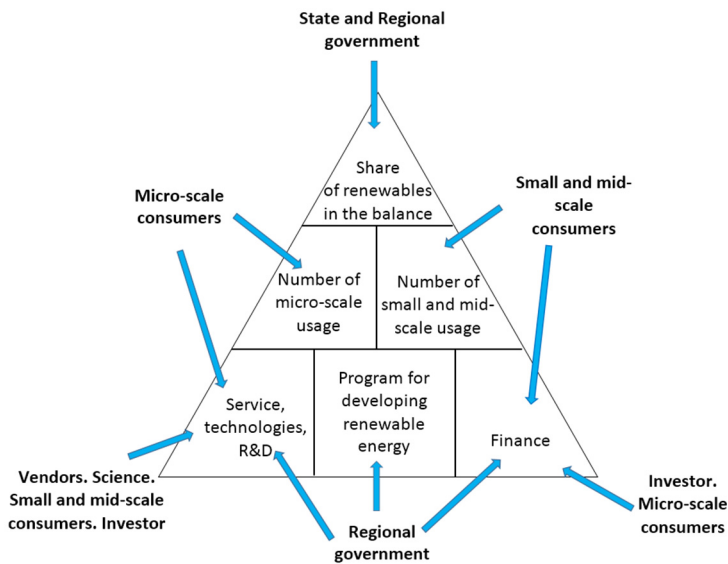 State and Regional
government
Share
of renewables
in the balance
Micro-scale
consumers
Small and mid-
scale
consumers
Number of
micro-scale
usage
Number of
small and mid-
scale usage
Service,
technologies,
R&D
Program for
developing
renewable
energy
Finance
Vendors. Science.
Small and mid-scale
consumers. Investor
Regional
government
Investor.
Micro-scale
consumers